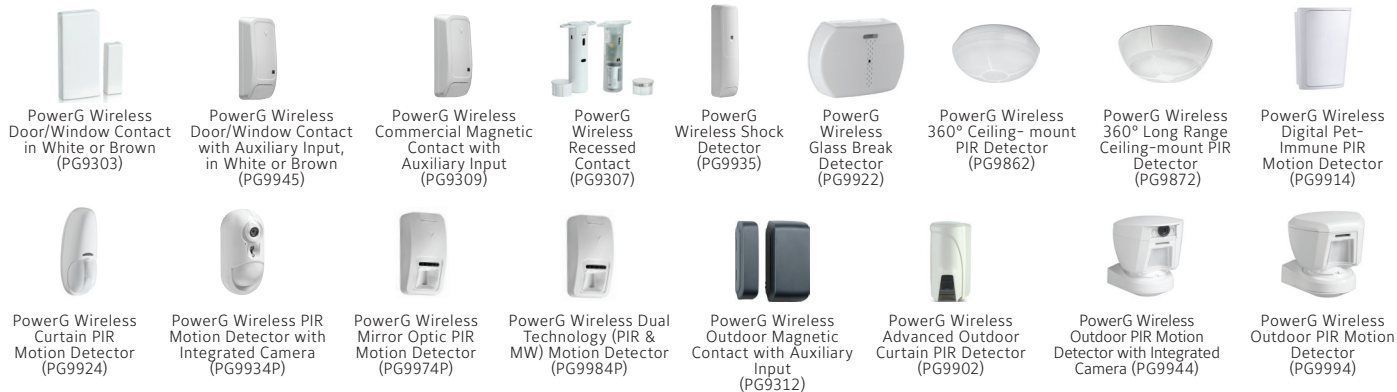 PowerG Wireless
Door/Window Contact
in White or Brown
(PG9303)
PowerG Wireless
Door/Window Contact
with Auxiliary Input,
in White or Brown
(PG9945)
PowerG Wireless
Commercial Magnetic
Contact with
Auxiliary Input
(PG9309)
PowerG
Wireless
Recessed
Contact
(PG9307)
PowerG
Wireless Shock
Detector
(PG9935)
PowerG
Wireless
Glass Break
Detector
(PG9922)
PowerG Wireless
360° Ceiling- mount
PIR Detector
(PG9862)
PowerG Wireless
360° Long Range
Ceiling-mount PIR
Detector
(PG9872)
PowerG Wireless
Digital Pet-
Immune PIR
Motion Detector
(PG9914)
PowerG Wireless
Curtain PIR
Motion Detector
(PG9924)
PowerG Wireless PIR
Motion Detector with
Integrated Camera
(PG9934P)
PowerG Wireless
Mirror Optic PIR
Motion Detector
(PG9974P)
PowerG Wireless Dual
Technology (PIR &
MW) Motion Detector
(PG9984P)
PowerG Wireless
Outdoor Magnetic
Contact with Auxiliary
Input
(PG9312)
PowerG Wireless
Advanced Outdoor
Curtain PIR Detector
(PG9902)
PowerG Wireless
Outdoor PIR Motion
Detector with Integrated
Camera (PG9944)
PowerG Wireless
Outdoor PIR Motion
Detector
(PG9994)